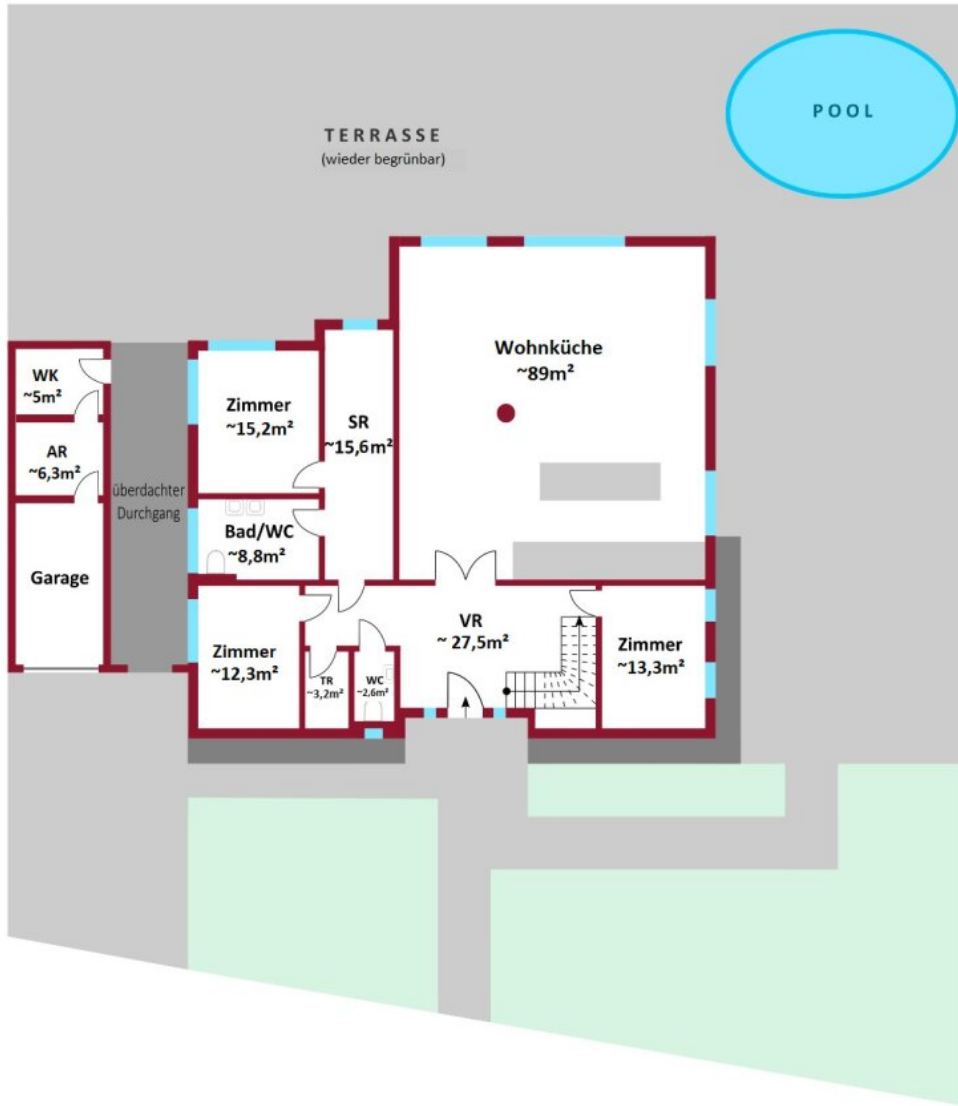 POOL
TERRASSE
(wieder begrünbar)
Wohnküche
~89m²
WK
~5m²
Zimmer
~15,2m²
SR
~15,6m²
AR
~6,3m²
überdachter
Durchgang
Bad/WC
~8,8m²
Garage
VR
~ 27,5m²
Zimmer
~12,3m²
TR
~3,2m²
WC
~2,6m²
Zimmer
~13,3m²